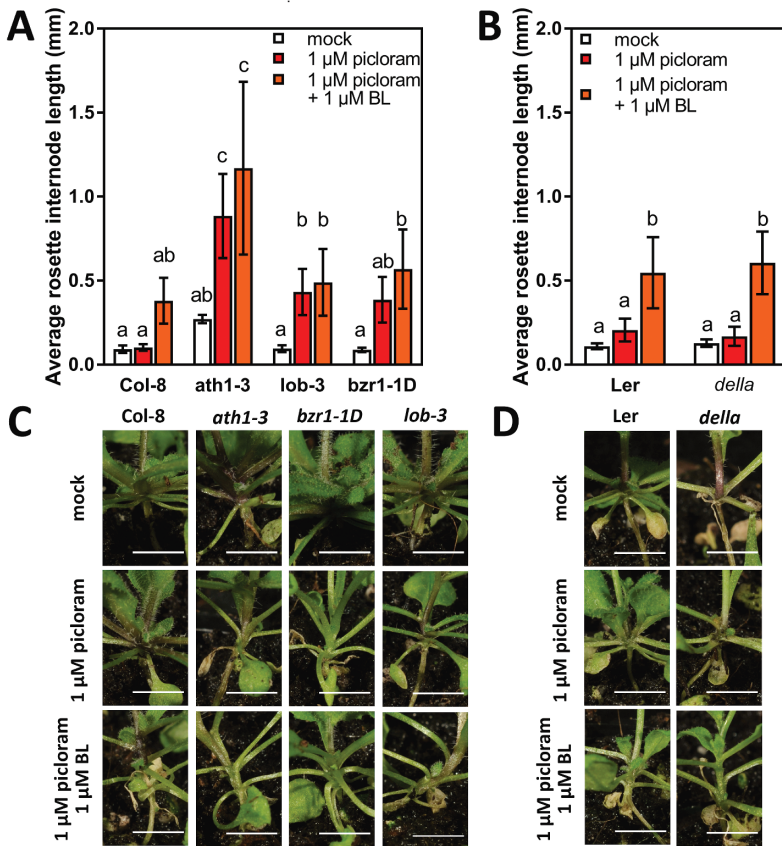 A
Average rosette internode length (mm)
2.0
1.5
1.0
0.5
0.0
mock
1 µM picloram
1 µM picloram
+ 1 µM BL
a
a
ab
ab
c
c
a
b
b
a
ab
b
Col-8
ath1-3
lob-3
bzr1-1D
B
Average rosette internode length (mm)
2.0
1.5
1.0
0.5
0.0
mock
1 µM picloram
1 µM picloram
+ 1 µM BL
a
a
b
a
a
b
Ler
della
C
Col-8
ath1-3
bzr1-1D
lob-3
mock
1 µM picloram
1 µM picloram
1 µM BL
D
Ler
della
mock
1 µM picloram
1 µM picloram
1 µM BL